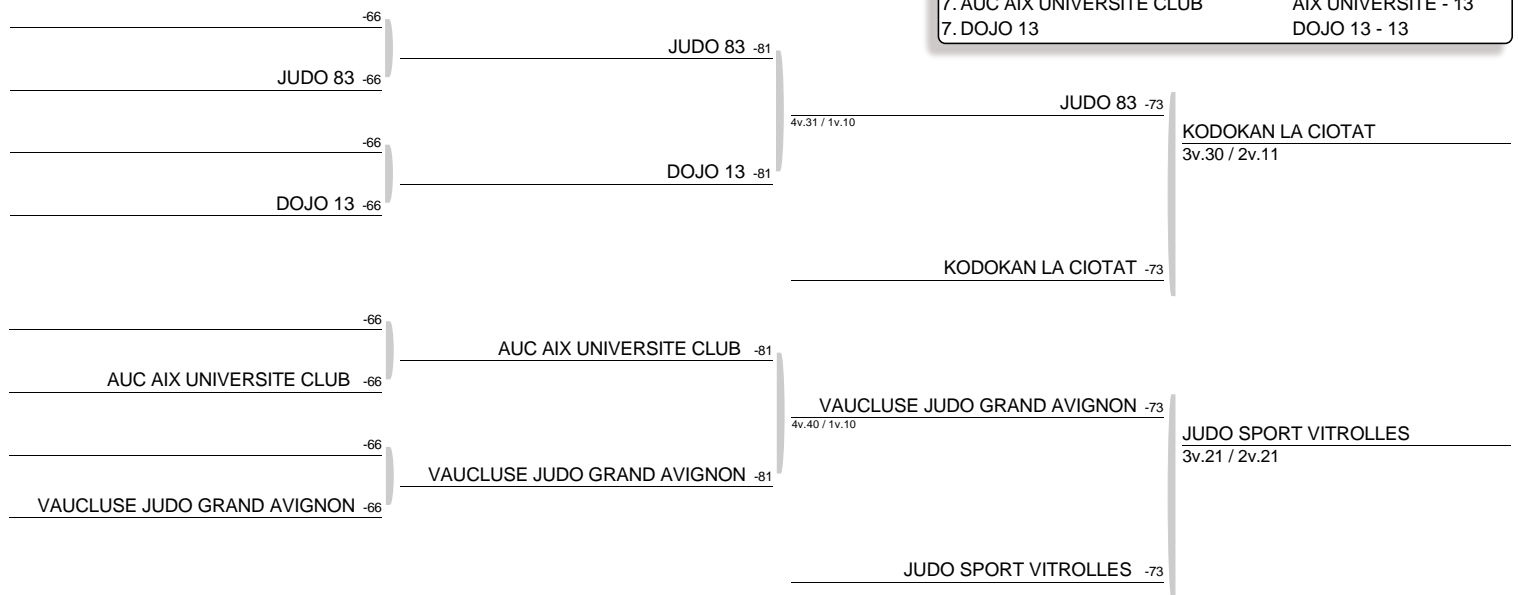 7. AUC AIX UNIVERSITE CLUB AIX UNIVERSITE - 13
7. DOJO 13 DOJO 13 - 13
-66
JUDO 83 -66
-66
DOJO 13 -66
-66
AUC AIX UNIVERSITE CLUB -66
-66
VAUCLUSE JUDO GRAND AVIGNON -66
JUDO 83 -81
DOJO 13 -81
AUC AIX UNIVERSITE CLUB -81
VAUCLUSE JUDO GRAND AVIGNON -81
JUDO 83 -73
4v.31 / 1v.10
KODOKAN LA CIOTAT -73
VAUCLUSE JUDO GRAND AVIGNON -73
4v.40 / 1v.10
JUDO SPORT VITROLLES -73
KODOKAN LA CIOTAT
3v.30 / 2v.11
JUDO SPORT VITROLLES
3v.21 / 2v.21